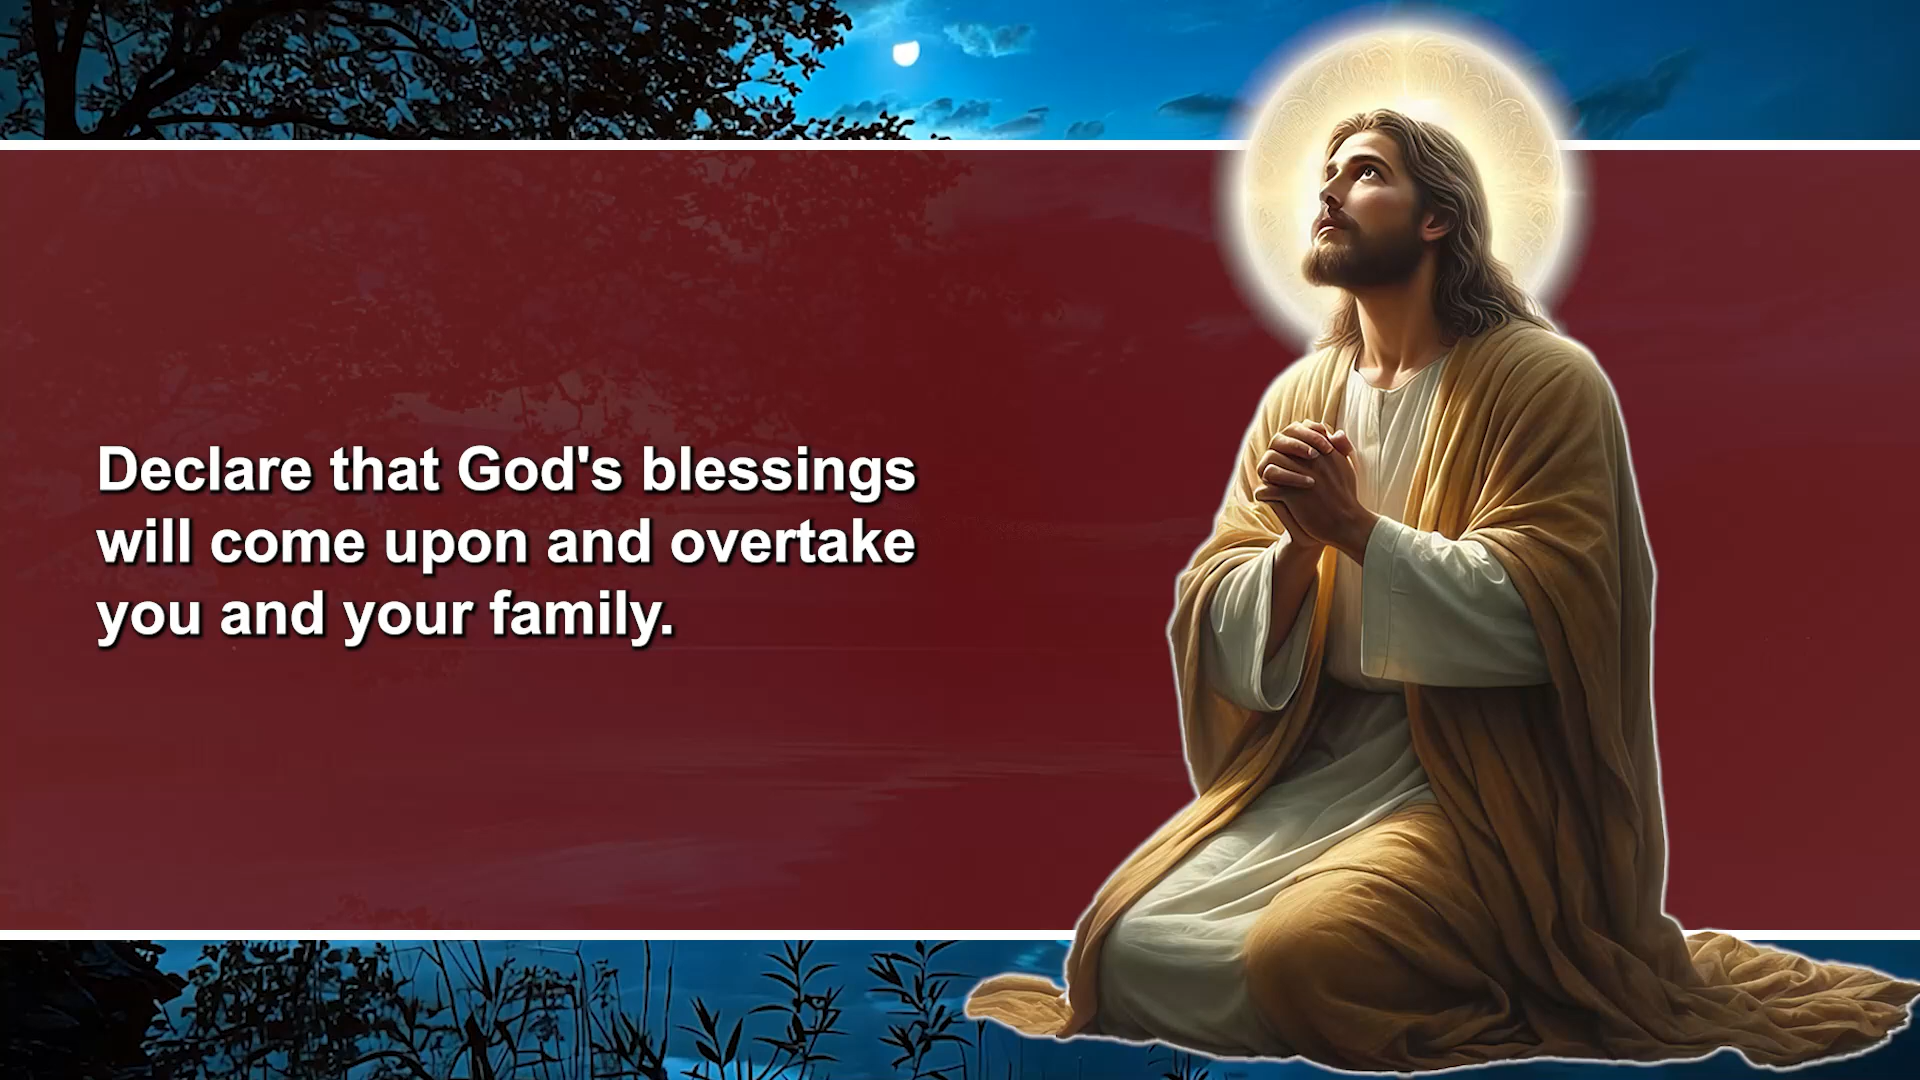 Declare that God's blessings
will come upon and overtake
you and your family.